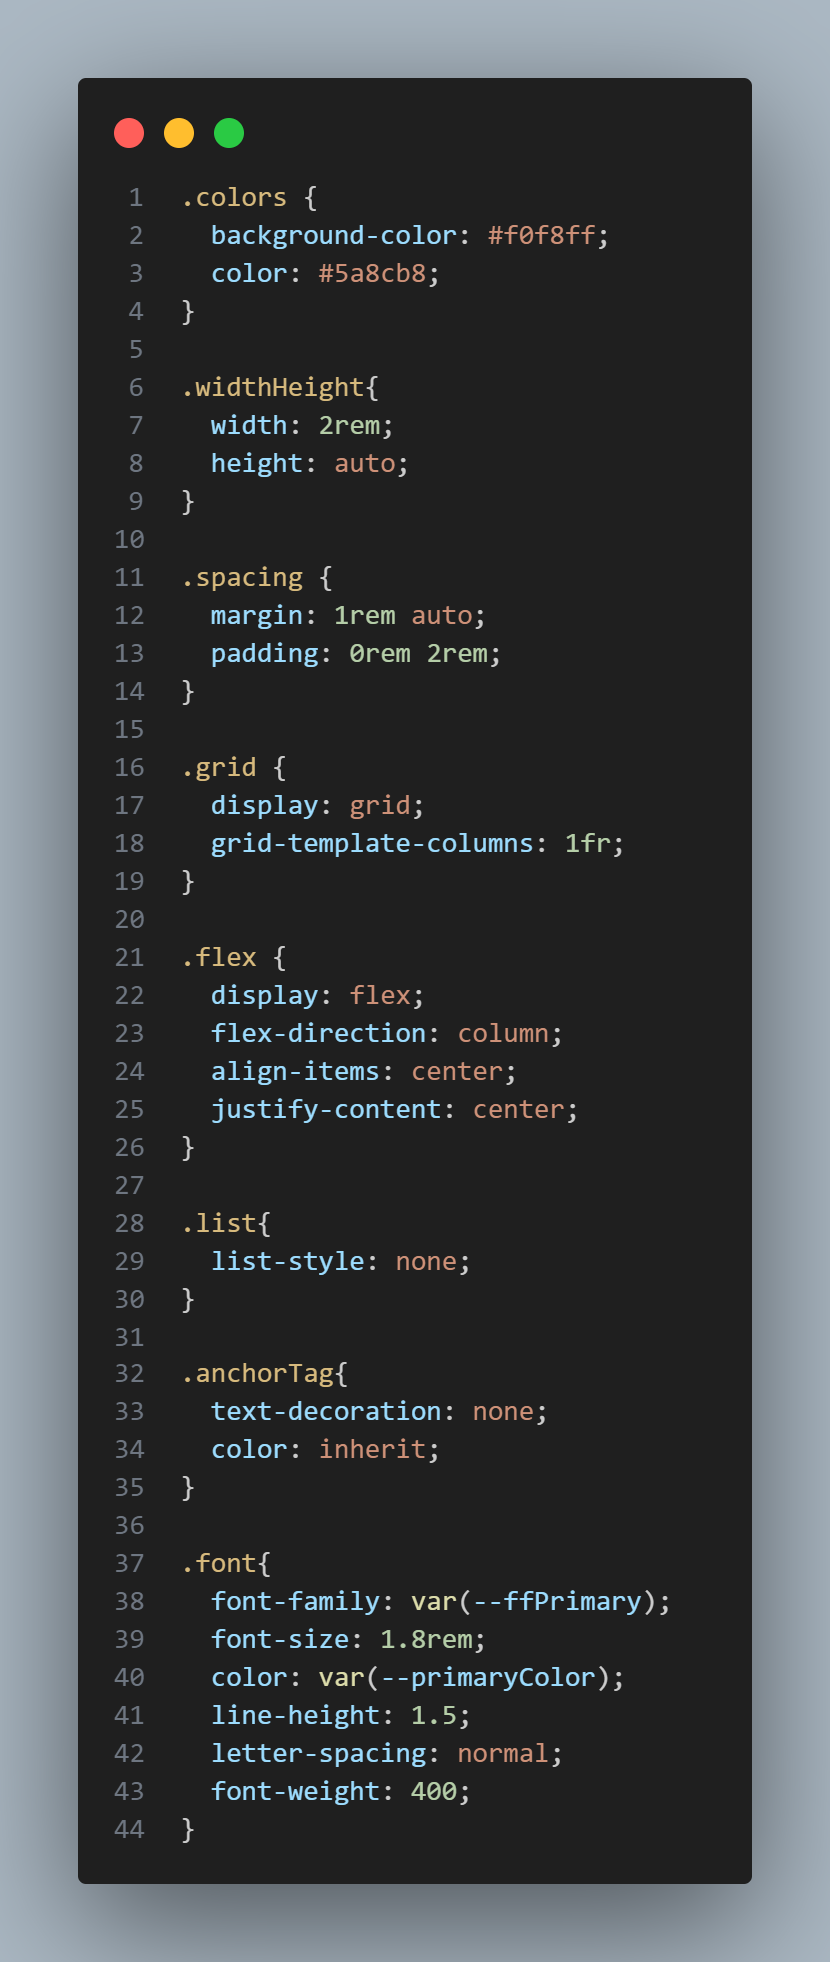 1 .colors {
2   background-color: #f0f8ff;
3   color: #5a8cb8;
4 }
5
6 .widthHeight{
7   width: 2rem;
8   height: auto;
9 }
10
11 .spacing {
12   margin: 1rem auto;
13   padding: 0rem 2rem;
14 }
15
16 .grid {
17   display: grid;
18   grid-template-columns: 1fr;
19 }
20
21 .flex {
22   display: flex;
23   flex-direction: column;
24   align-items: center;
25   justify-content: center;
26 }
27
28 .list{
29   list-style: none;
30 }
31
32 .anchorTag{
33   text-decoration: none;
34   color: inherit;
35 }
36
37 .font{
38   font-family: var(--ffPrimary);
39   font-size: 1.8rem;
40   color: var(--primaryColor);
41   line-height: 1.5;
42   letter-spacing: normal;
43   font-weight: 400;
44 }